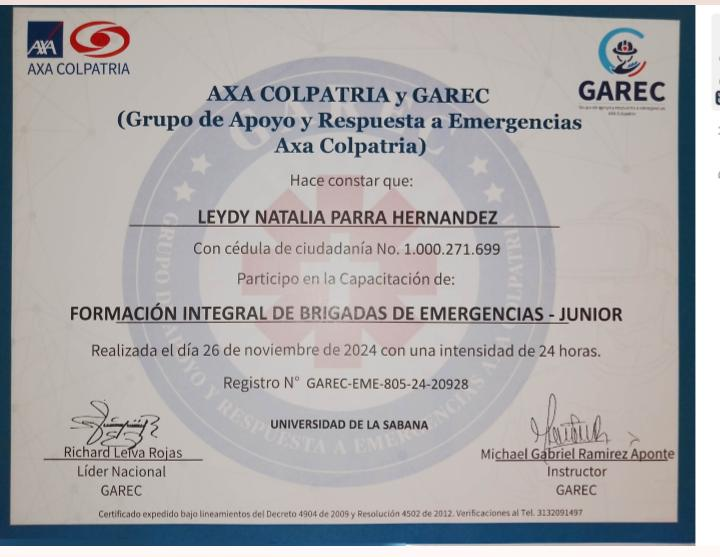 AXA
AXA COLPATRIA
GAREC
AXA COLPATRIA y GAREC
(Grupo de Apoyo y Respuesta a Emergencias
Axa Colpatria)
Hace constar que:
LEYDY NATALIA PARRA HERNANDEZ
Con cédula de ciudadanía No. 1.000.271.699
Participo en la Capacitación de:
FORMACIÓN INTEGRAL DE BRIGADAS DE EMERGENCIAS - JUNIOR
Realizada el día 26 de noviembre de 2024 con una intensidad de 24 horas.
Registro N° GAREC-EME-805-24-20928
UNIVERSIDAD DE LA SABANA
Richard Leiva Rojas
Líder Nacional
GAREC
Michael Gabriel Ramirez Aponte
Instructor
GAREC
Certificado expedido bajo lineamientos del Decreto 4904 de 2009 y Resolución 4502 de 2012. Verificaciones al Tel. 3132091497